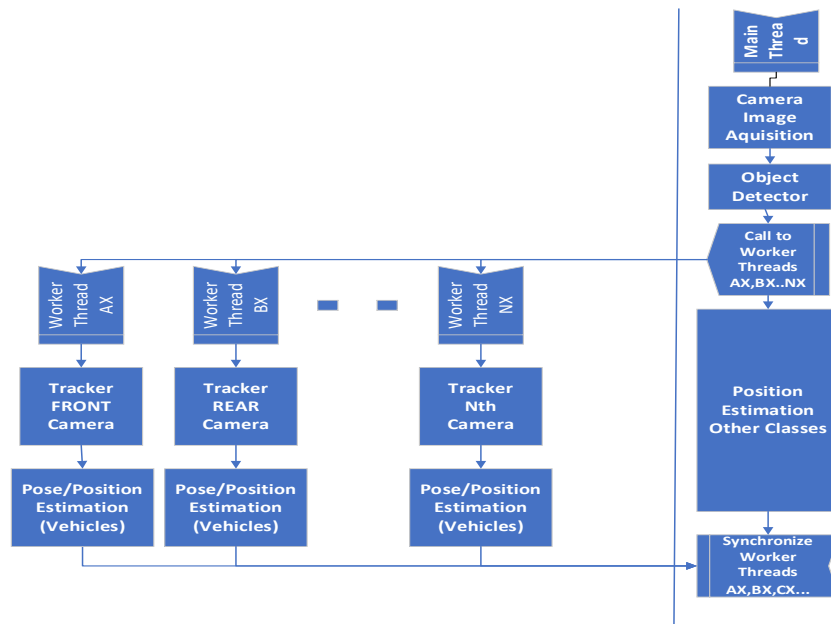 Main
Threa
d
Camera
Image
Aquisition
Object
Detector
Call to
Worker
Threads
AX,BX..NX
Worker
Thread
AX
Worker
Thread
BX
Worker
Thread
NX
Tracker
FRONT
Camera
Tracker
REAR
Camera
Tracker
Nth
Camera
Position
Estimation
Other Classes
Pose/Position
Estimation
(Vehicles)
Pose/Position
Estimation
(Vehicles)
Pose/Position
Estimation
(Vehicles)
Synchronize
Worker
Threads
AX,BX,CX...